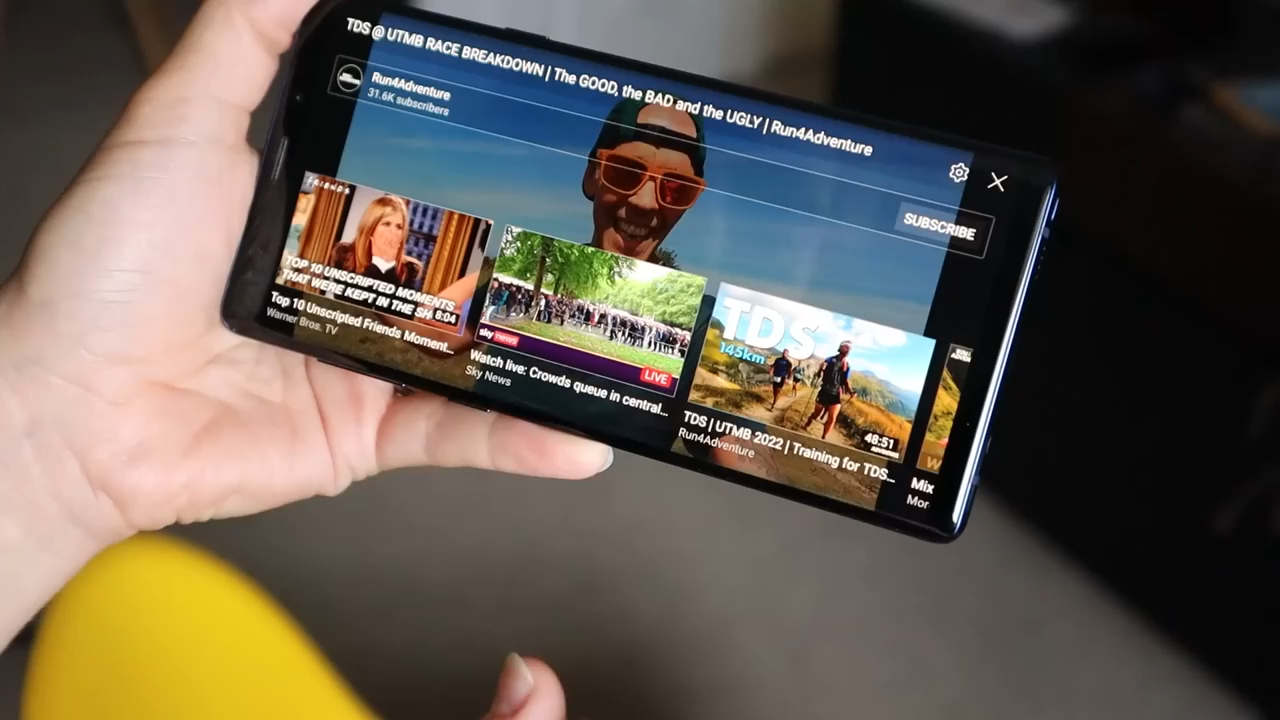 TDS @ UTMB RACE BREAKDOWN | The GOOD, the BAD and the UGLY | Run4Adventure
Run4Adventure
31.6K subscribers
SUBSCRIBE
FRIENDS
TOP 10 UNSCRIPTED MOMENTS
THAT WERE KEPT IN THE SH
8:04
Top 10 Unscripted Friends Moment...
Warner Bros. TV
sky news
LIVE
Watch live: Crowds queue in central...
Sky News
TDS
145km
48:51
TDS | UTMB 2022 | Training for TDS...
Run4Adventure
W
Mix
Mor